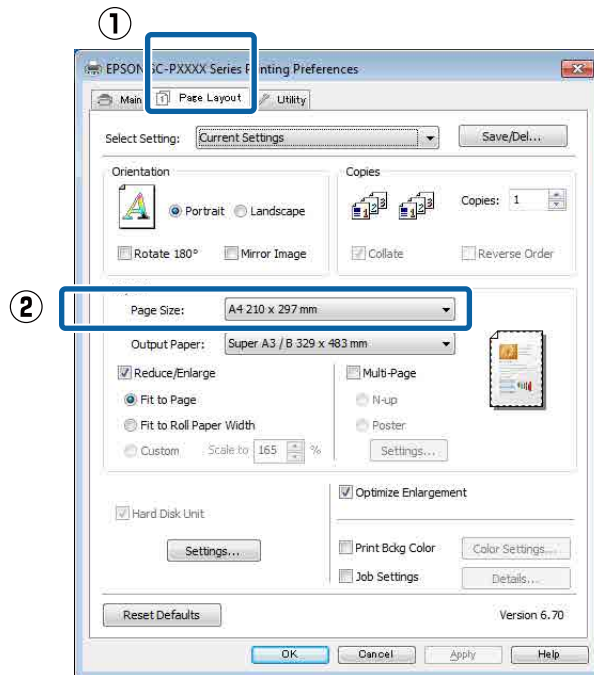 ①
EPSON SC-PXXXX Series Printing Preferences
Main Page Layout Utility
Select Setting: Current Settings Save/Del...
Orientation Copies
Portrait Landscape Copies: 1
Rotate 180° Mirror Image Collate Reverse Order
②
Page Size: A4 210 x 297 mm
Output Paper: Super A3 / B 329 x 483 mm
Reduce/Enlarge Multi-Page
Fit to Page N-up
Fit to Roll Paper Width Poster
Custom Scale to 165 % Settings...
Optimize Enlargement
Hard Disk Unit
Settings... Print Bckg Color Color Settings...
Job Settings Details...
Reset Defaults Version 6.70
OK Cancel Apply Help